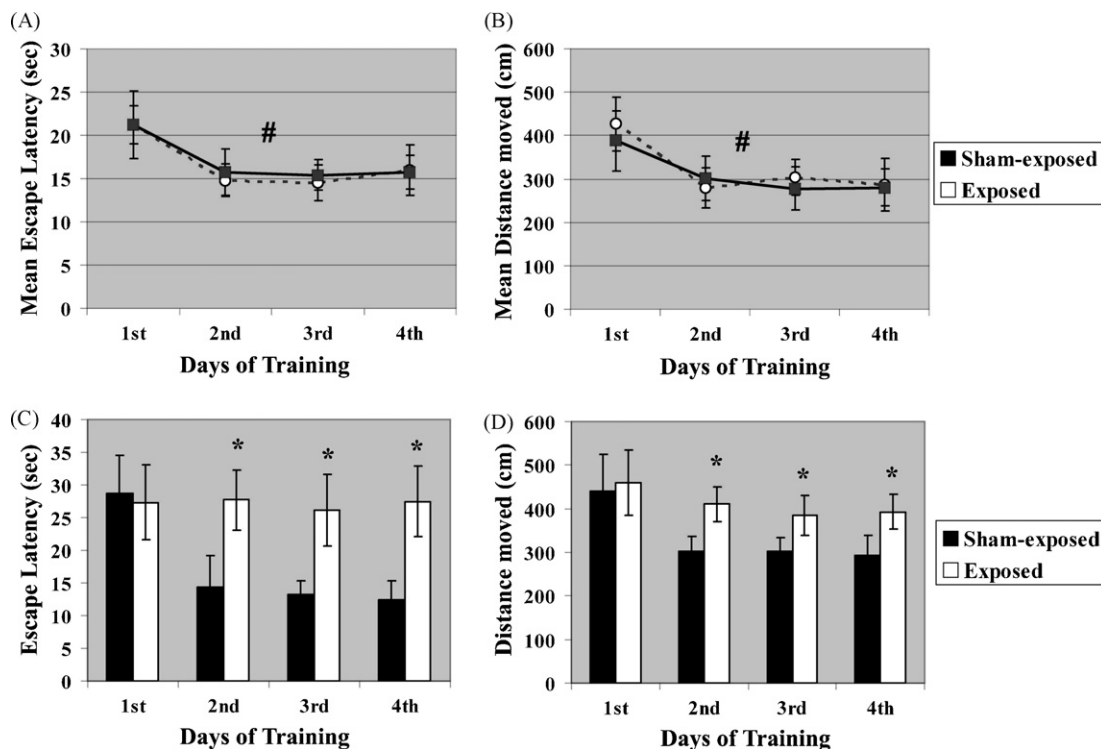 (A)
Mean Escape Latency (sec)
30
25
20
15
10
5
0
#
1st 2nd 3rd 4th
Days of Training
(B)
Mean Distance moved (cm)
600
500
400
300
200
100
0
#
1st 2nd 3rd 4th
Days of Training
Sham-exposed
Exposed
(C)
Escape Latency (sec)
40
35
30
25
20
15
10
5
0
* * *
1st 2nd 3rd 4th
Days of Training
(D)
Distance moved (cm)
600
500
400
300
200
100
0
* * *
1st 2nd 3rd 4th
Days of Training
Sham-exposed
Exposed